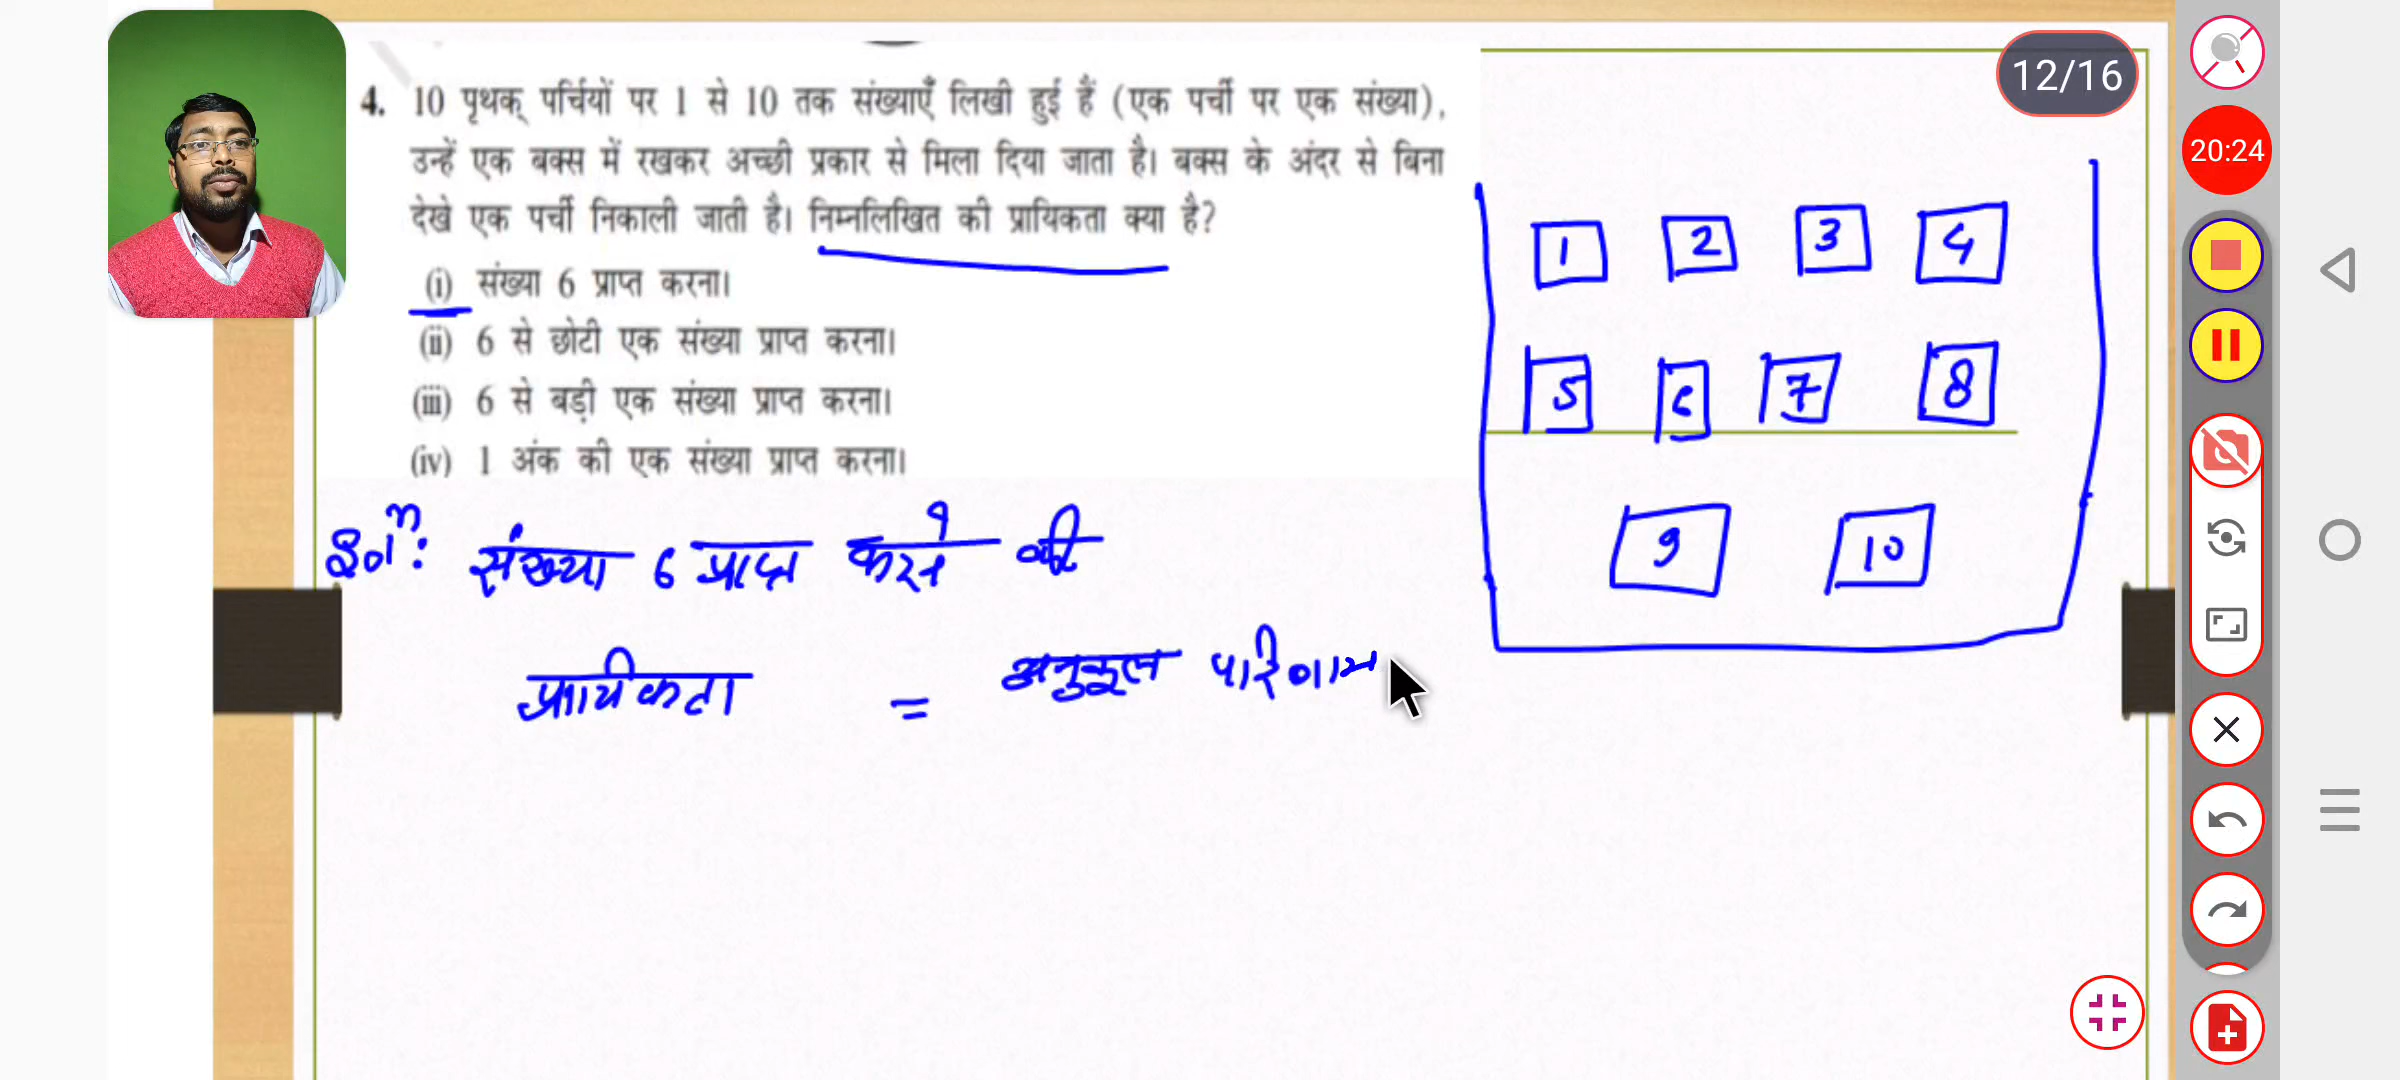 4. 10 पृथक् पर्चियों पर 1 से 10 तक संख्याएँ लिखी हुई हैं (एक पर्ची पर एक संख्या),
उन्हें एक बक्स में रखकर अच्छी प्रकार से मिला दिया जाता है। बक्स के अंदर से बिना
देखे एक पर्ची निकाली जाती है। निम्नलिखित की प्रायिकता क्या है?
(i) संख्या 6 प्राप्त करना।
(ii) 6 से छोटी एक संख्या प्राप्त करना।
(iii) 6 से बड़ी एक संख्या प्राप्त करना।
(iv) 1 अंक की एक संख्या प्राप्त करना।
12/16
20:24
1 2 3 4
5 6 7 8
9 10
Solⁿ: संख्या 6 प्राप्त करने की
प्रायिकता = अनुकूल परिणाम